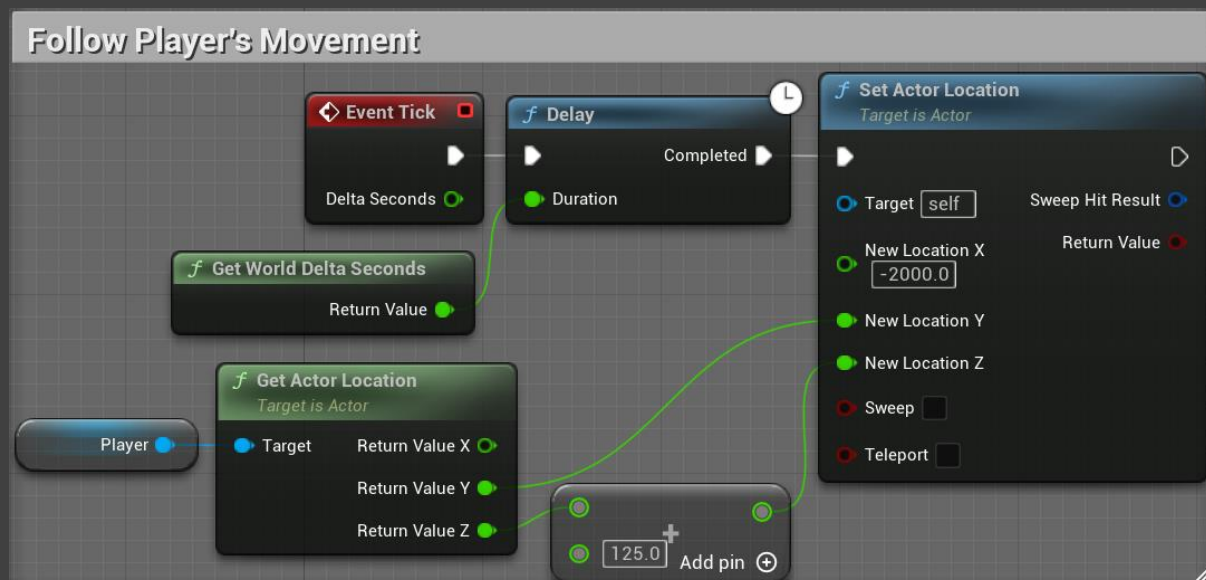 Follow Player's Movement
Event Tick
Delta Seconds
f Delay
Completed
Duration
f Set Actor Location
Target is Actor
Target self
New Location X
-2000.0
New Location Y
New Location Z
Sweep
Teleport
Sweep Hit Result
Return Value
f Get World Delta Seconds
Return Value
f Get Actor Location
Target is Actor
Player
Target
Return Value X
Return Value Y
Return Value Z
+
125.0
Add pin +